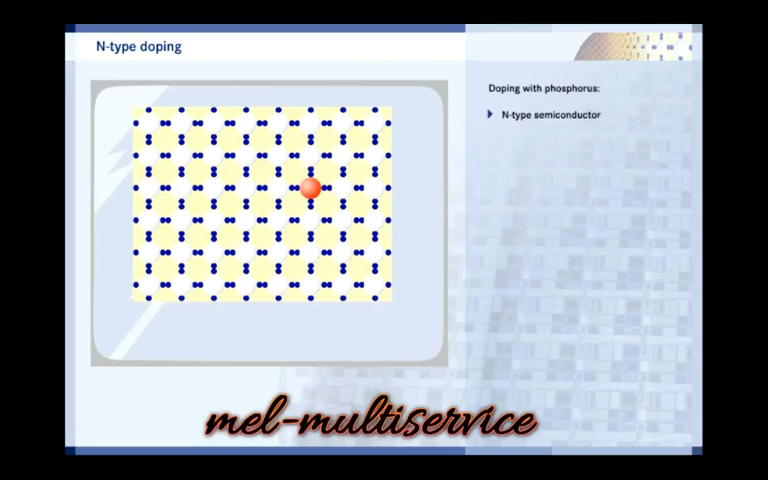 N-type doping
Doping with phosphorus:
N-type semiconductor
mel-multiservice